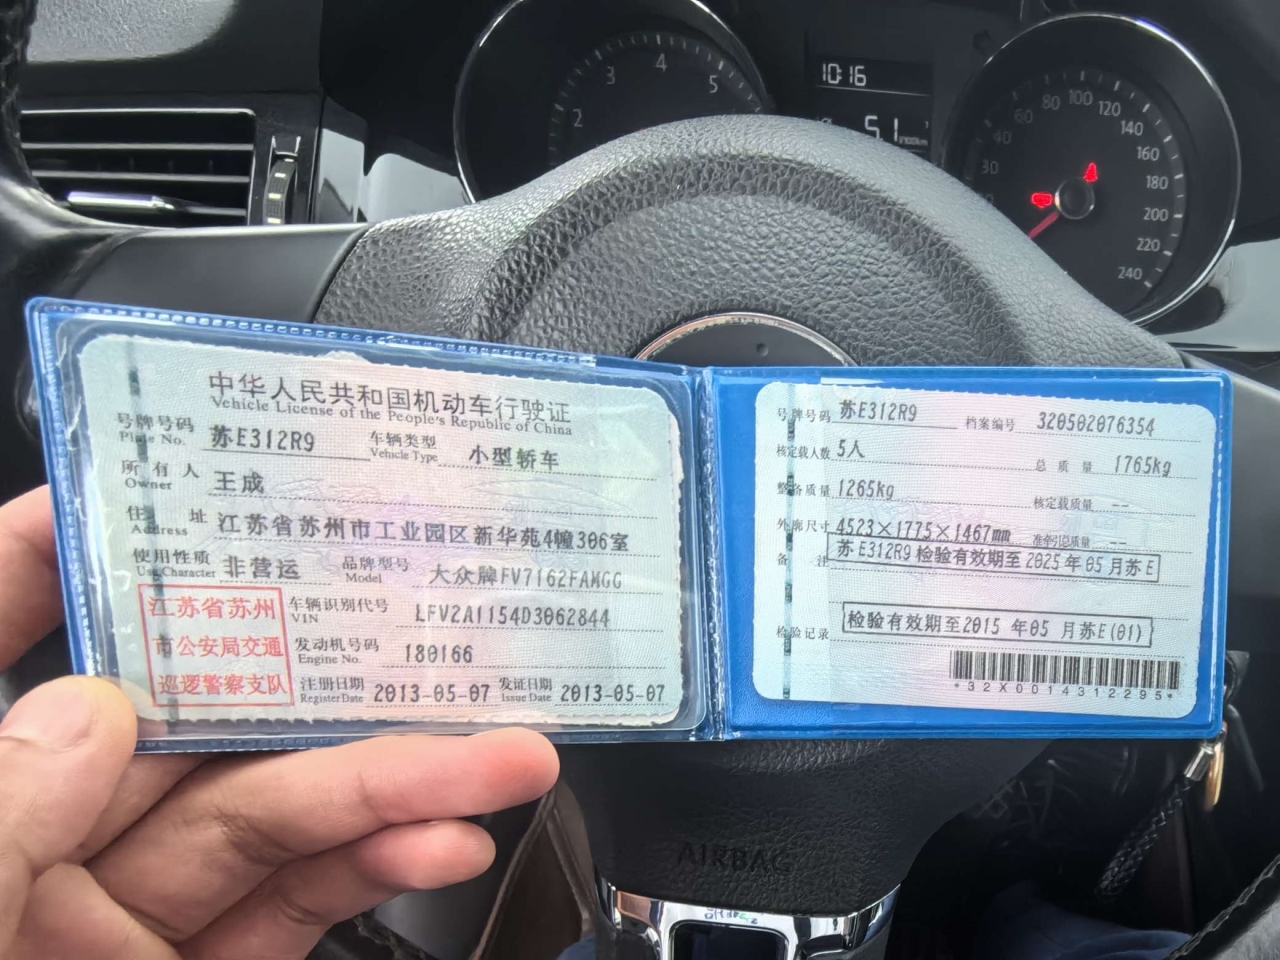 1016
5.1
2 3 4 5
30 40 60 80 100 120 140 160 180 200 220 240
中华人民共和国机动车行驶证
Vehicle License of the People's Republic of China
号牌号码 苏E312R9 车辆类型 小型轿车
Plate No. Vehicle Type
所有人 王成
Owner
住址 江苏省苏州市工业园区新华苑4幢306室
Address
使用性质 非营运 品牌型号 大众牌FV7162FAMGG
Use Character Model
江苏省苏州
市公安局交通
巡逻警察支队
车辆识别代号 LFV2A1154D3062844
VIN
发动机号码 180166
Engine No.
注册日期 2013-05-07 发证日期 2013-05-07
Register Date Issue Date
号牌号码 苏E312R9 档案编号 320502076354
核定载人数 5人 总质量 1765kg
整备质量 1265kg 核定载质量 --
外廓尺寸 4523×1775×1467mm 准牵引总质量 --
备注 苏E312R9 检验有效期至2025年05月苏E
检验记录 检验有效期至2015 年05 月苏E(01)
*32X0014312295*
AIRBAG